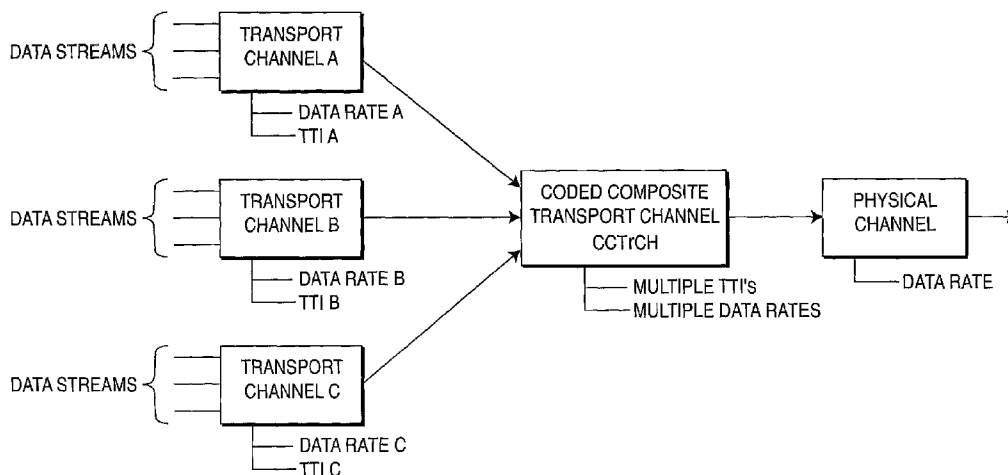 DATA STREAMS
TRANSPORT
CHANNEL A
DATA RATE A
TTI A
DATA STREAMS
TRANSPORT
CHANNEL B
DATA RATE B
TTI B
DATA STREAMS
TRANSPORT
CHANNEL C
DATA RATE C
TTI C
CODED COMPOSITE
TRANSPORT CHANNEL
CCTrCH
MULTIPLE TTI's
MULTIPLE DATA RATES
PHYSICAL
CHANNEL
DATA RATE